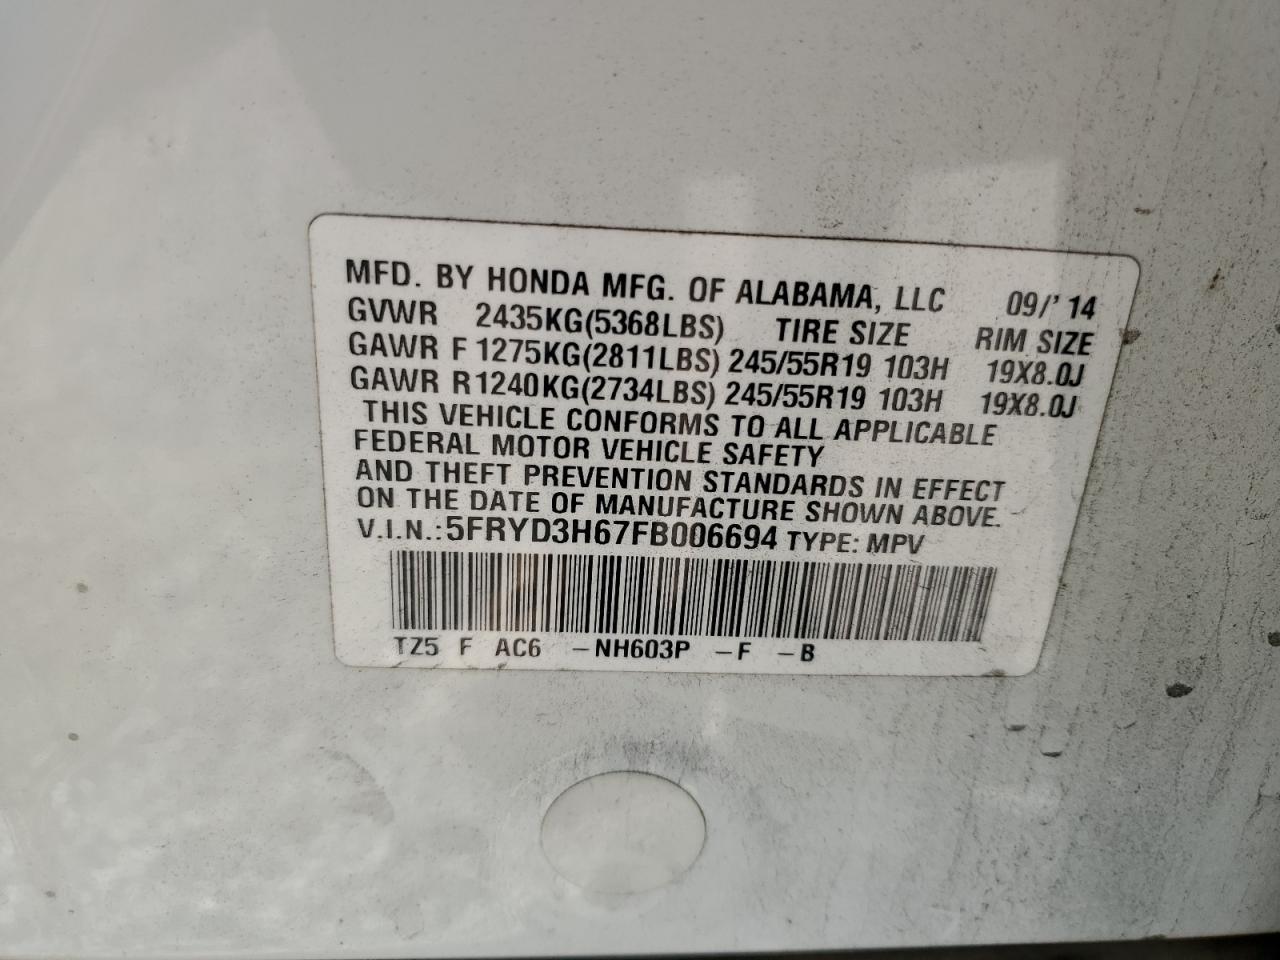 MFD. BY HONDA MFG. OF ALABAMA, LLC 09/' 14
GVWR 2435KG(5368LBS) TIRE SIZE RIM SIZE
GAWR F 1275KG(2811LBS) 245/55R19 103H 19X8.0J
GAWR R 1240KG(2734LBS) 245/55R19 103H 19X8.0J
THIS VEHICLE CONFORMS TO ALL APPLICABLE
FEDERAL MOTOR VEHICLE SAFETY
AND THEFT PREVENTION STANDARDS IN EFFECT
ON THE DATE OF MANUFACTURE SHOWN ABOVE.
V.I.N.:5FRYD3H67FB006694 TYPE: MPV
TZ5 F AC6 -NH603P -F -B